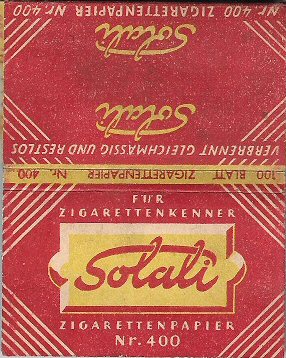 Nr. 400 ZIGARETTENPAPIER Nr. 400
Solali
Solali
VERBRENNT GLEICHMÄSSIG UND RESTLOS
100 BLATT ZIGARETTENPAPIER Nr. 400
FÜR
ZIGARETTENKENNER
Solali
ZIGARETTENPAPIER
Nr. 400